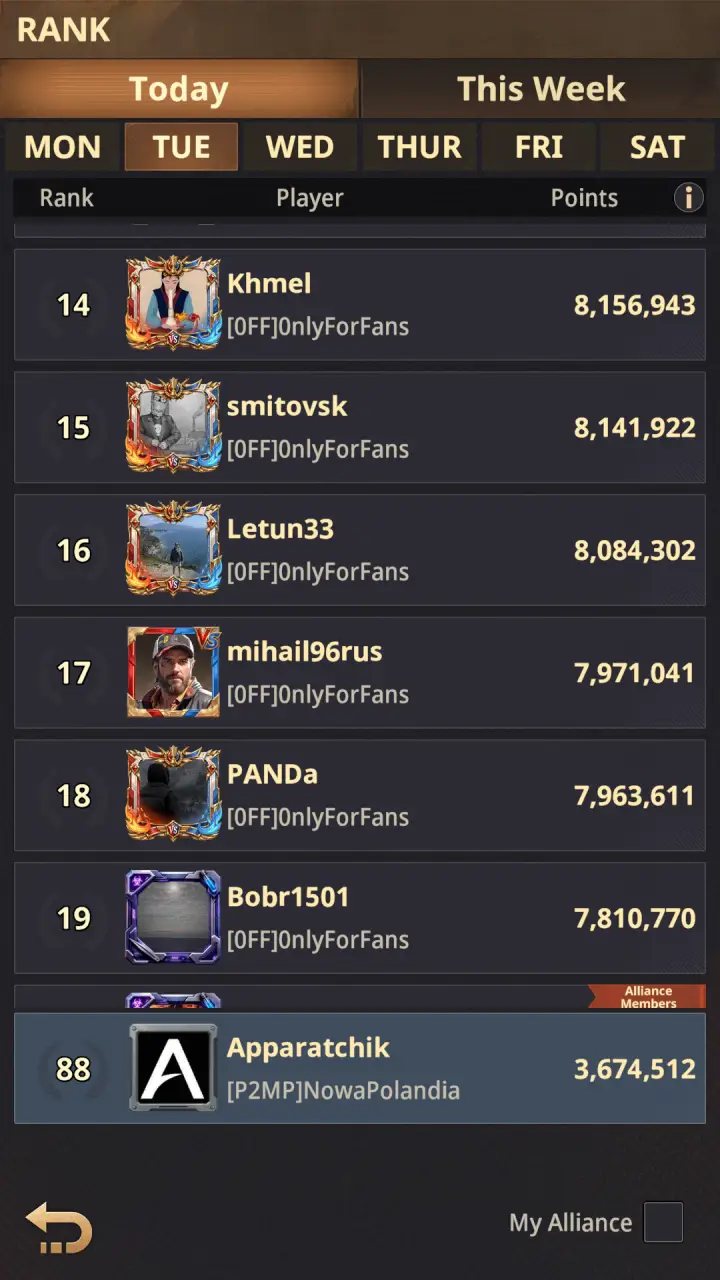 RANK
Today
This Week
MON
TUE
WED
THUR
FRI
SAT
Rank
Player
Points
14
Khmel
[0FF]0nlyForFans
8,156,943
15
smitovsk
[0FF]0nlyForFans
8,141,922
16
Letun33
[0FF]0nlyForFans
8,084,302
17
mihail96rus
[0FF]0nlyForFans
7,971,041
18
PANDa
[0FF]0nlyForFans
7,963,611
19
Bobr1501
[0FF]0nlyForFans
7,810,770
Alliance
Members
88
Apparatchik
[P2MP]NowaPolandia
3,674,512
My Alliance